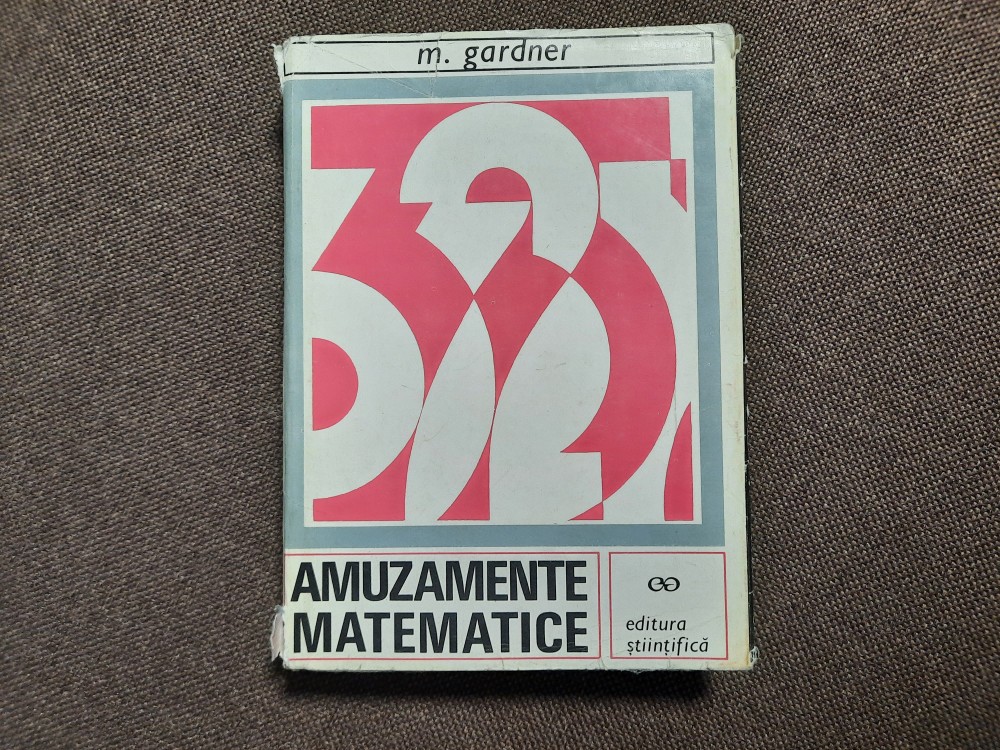 m. gardner
AMUZAMENTE
MATEMATICE
editura
științifică